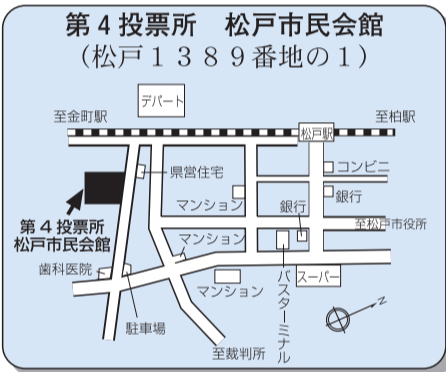 第4投票所 松戸市民会館
(松戸1389番地の1)
デパート
至金町駅
松戸駅
至柏駅
県営住宅
コンビニ
マンション
銀行
銀行
第4投票所
松戸市民会館
至松戸市役所
マンション
歯科医院
駐車場
マンション
バスターミナル
スーパー
至裁判所
N